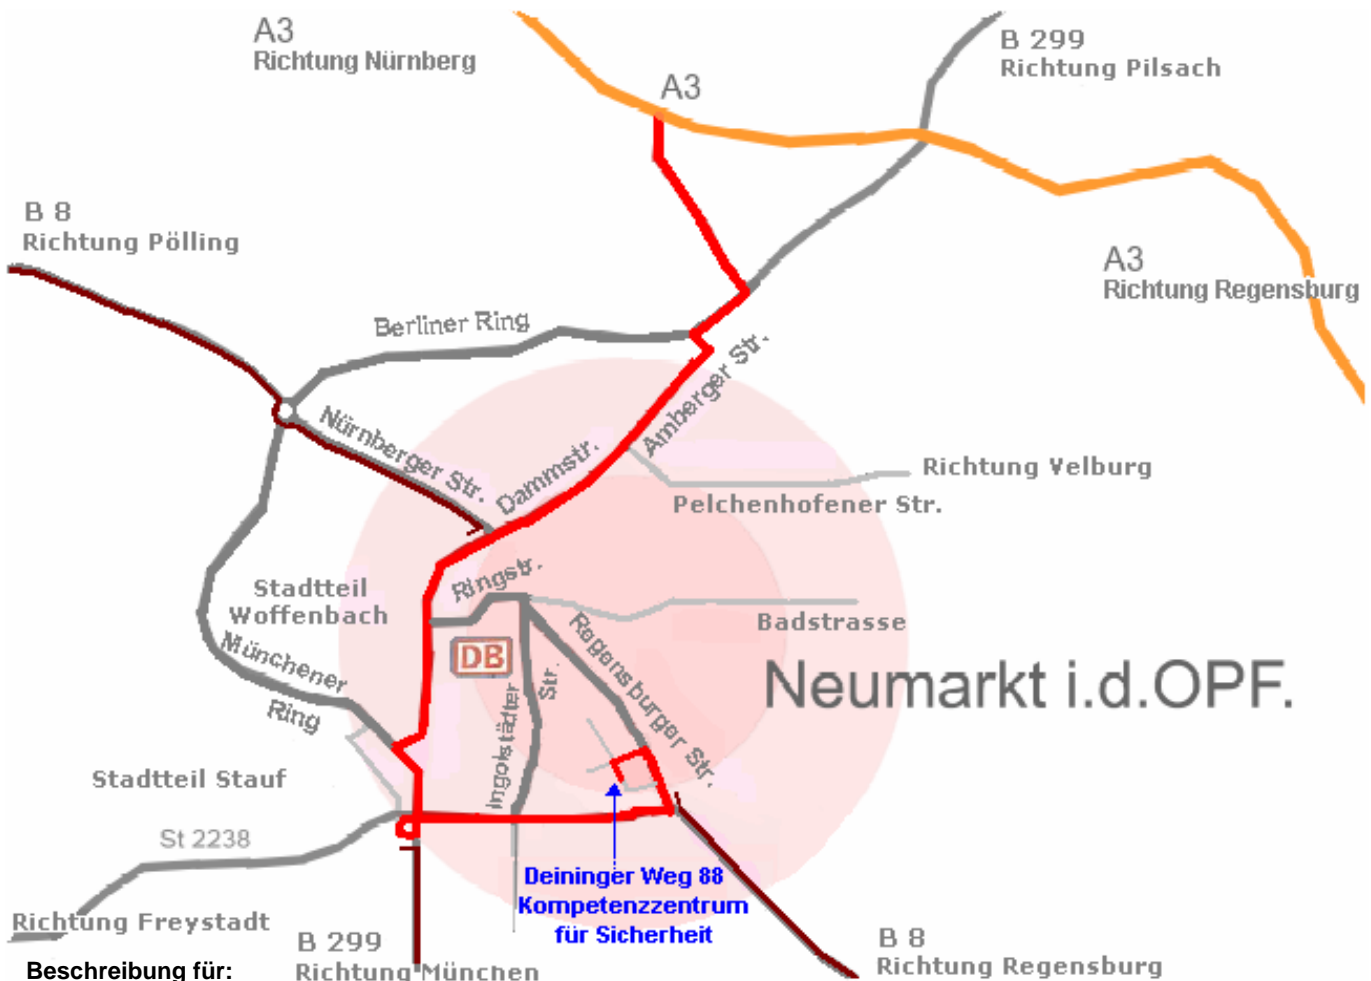 A3
Richtung Nürnberg
A3
B 299
Richtung Pilsach
B 8
Richtung Pölling
A3
Richtung Regensburg
Berliner Ring
Amberger Str.
Nürnberger Str.
Dammstr.
Richtung Velburg
Pelchenhofener Str.
Ringstr.
Stadtteil
Woffenbach
Badstrasse
DB
Regensburger Str.
Münchener
Ring
Neumarkt i.d.OPF.
Ingolstädter
Str.
Stadtteil Stauf
St 2238
Deininger Weg 88
Kompetenzzentrum
für Sicherheit
Richtung Freystadt
B 299
Richtung München
B 8
Richtung Regensburg
Beschreibung für: